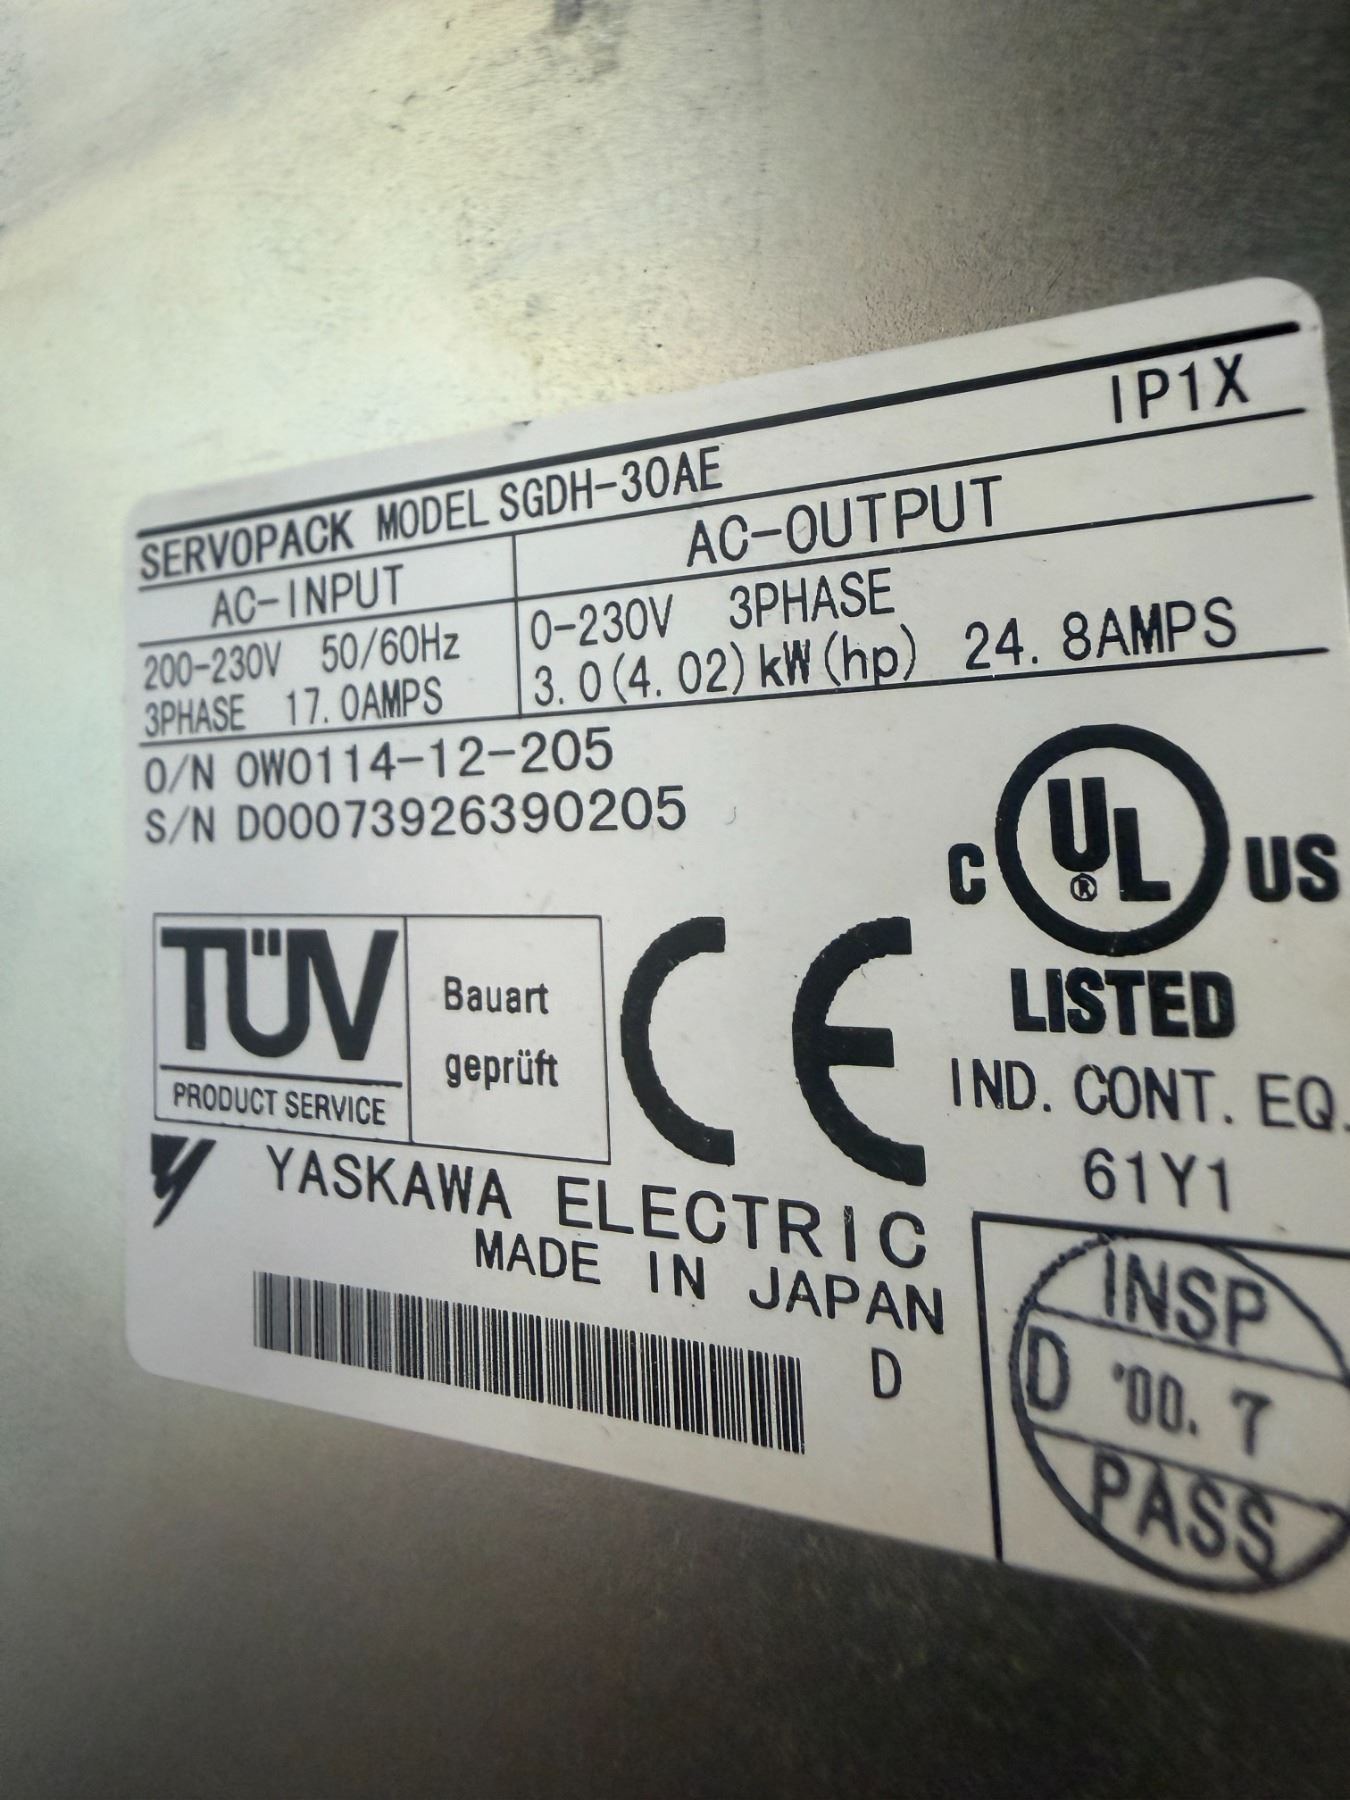 SERVOPACK MODEL SGDH-30AE IP1X
AC-INPUT AC-OUTPUT
200-230V 50/60Hz
3PHASE 17.0AMPS
0-230V 3PHASE
3.0(4.02)kW(hp) 24.8AMPS
O/N 0W0114-12-205
S/N D00073926390205
C UL® US
LISTED
IND. CONT. EQ.
61Y1
TÜV
PRODUCT SERVICE
Bauart
geprüft
CE
YASKAWA ELECTRIC
MADE IN JAPAN
D
INSP
D '00. 7
PASS